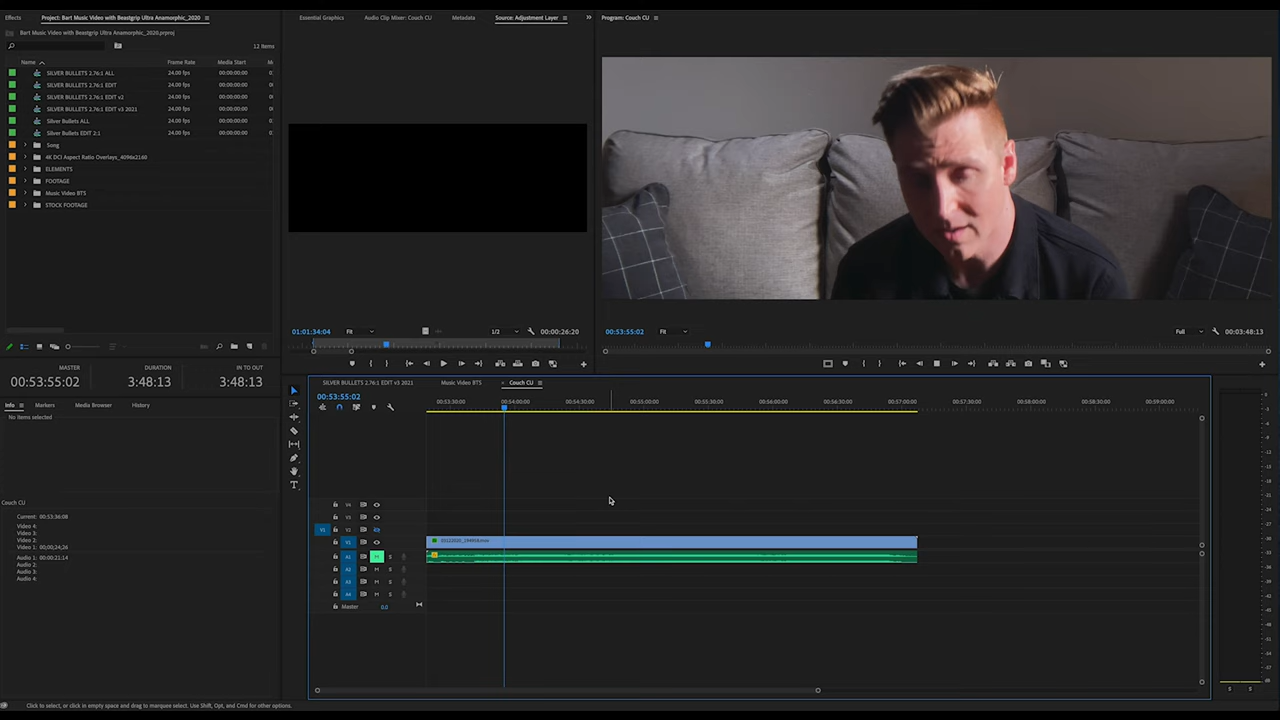 Effects
Project: Bart Music Video with Beastgrip Ultra Anamorphic_2020
Essential Graphics
Audio Clip Mixer: Couch CU
Metadata
Source: Adjustment Layer
Program: Couch CU
Bart Music Video with Beastgrip Ultra Anamorphic_2020.prproj
12 Items
Name
Frame Rate
Media Start
SILVER BULLETS 2.76:1 ALL
24.00 fps
00:00:00:00
SILVER BULLETS 2.76:1 EDIT
24.00 fps
00:00:00:00
SILVER BULLETS 2.76:1 EDIT v2
24.00 fps
00:00:00:00
SILVER BULLETS 2.76:1 EDIT v3 2021
24.00 fps
00:00:00:00
Silver Bullets ALL
24.00 fps
00:00:00:00
Silver Bullets EDIT 2:1
24.00 fps
00:00:00:00
Song
4K DCI Aspect Ratio Overlays_4096x2160
ELEMENTS
FOOTAGE
Music Video BTS
STOCK FOOTAGE
01:01:34:04
Fit
1/2
00:00:26:20
00:53:55:02
Fit
Full
00:03:48:13
MASTER
DURATION
IN TO OUT
00:53:55:02
3:48:13
3:48:13
Info
Markers
Media Browser
History
No items selected
SILVER BULLETS 2.76:1 EDIT v3 2021
Music Video BTS
Couch CU
00:53:55:02
00:53:30:00
00:54:00:00
00:54:30:00
00:55:00:00
00:55:30:00
00:56:00:00
00:56:30:00
00:57:00:00
00:57:30:00
00:58:00:00
00:58:30:00
00:59:00:00
Couch CU
Current: 00:53:36:08
Video 4:
Video 3:
Video 2:
Video 1: 00;00;24;26
Audio 1: 00:00:21:14
Audio 2:
Audio 3:
Audio 4:
V4
V3
V1 V2
V1
A1 M S
A2 M S
A3 M S
A4 M S
Master 0.0
Click to select, or click in empty space and drag to marquee select. Use Shift, Opt, and Cmd for other options.